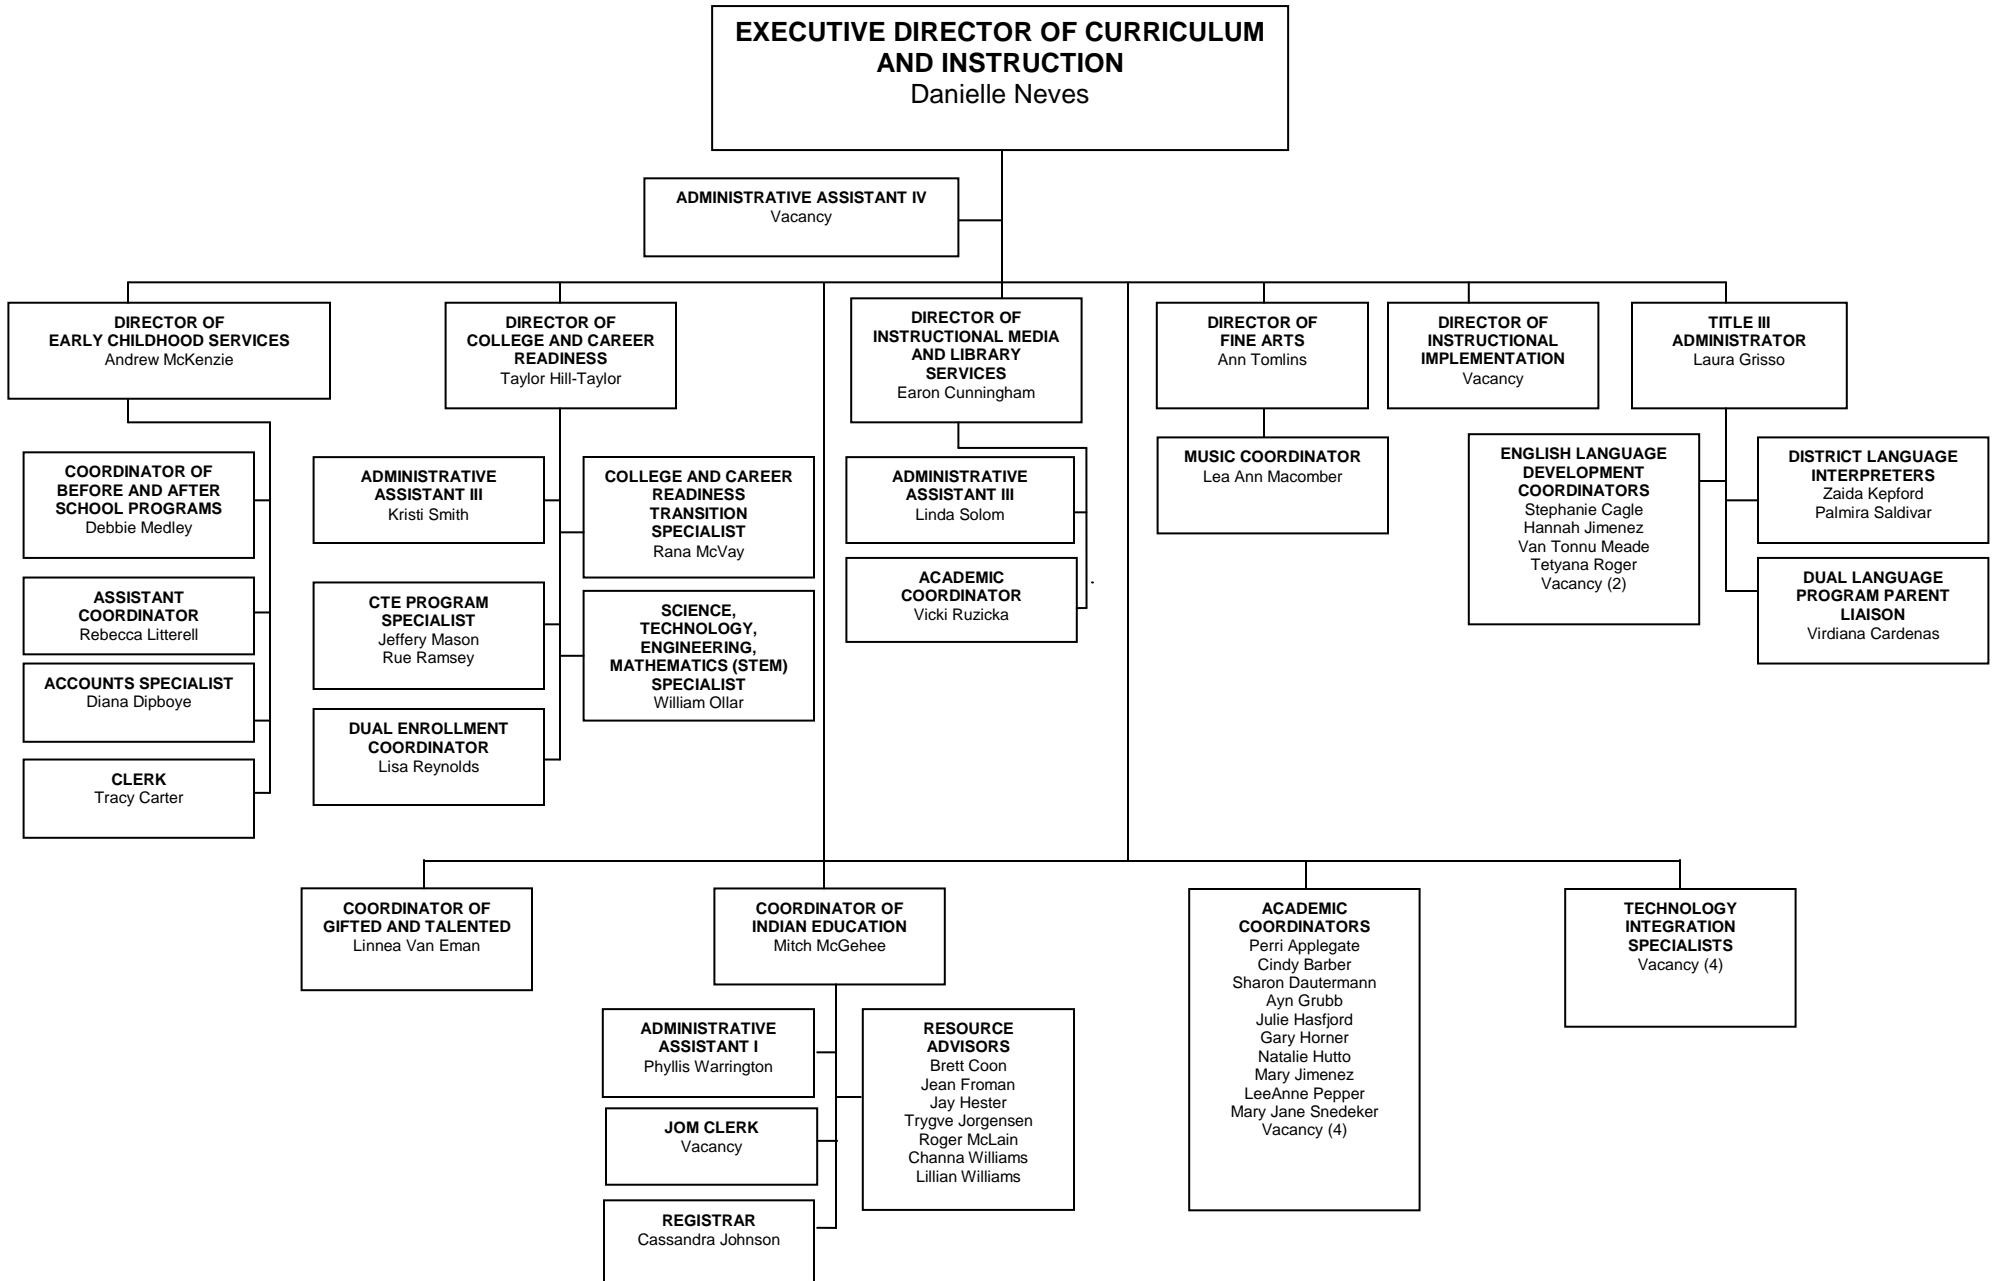 EXECUTIVE DIRECTOR OF CURRICULUM
AND INSTRUCTION
Danielle Neves
ADMINISTRATIVE ASSISTANT IV
Vacancy
DIRECTOR OF
EARLY CHILDHOOD SERVICES
Andrew McKenzie
DIRECTOR OF
COLLEGE AND CAREER
READINESS
Taylor Hill-Taylor
DIRECTOR OF
INSTRUCTIONAL MEDIA
AND LIBRARY
SERVICES
Earon Cunningham
DIRECTOR OF
FINE ARTS
Ann Tomlins
DIRECTOR OF
INSTRUCTIONAL
IMPLEMENTATION
Vacancy
TITLE III
ADMINISTRATOR
Laura Grisso
COORDINATOR OF
BEFORE AND AFTER
SCHOOL PROGRAMS
Debbie Medley
ASSISTANT
COORDINATOR
Rebecca Litterell
ACCOUNTS SPECIALIST
Diana Dipboye
CLERK
Tracy Carter
ADMINISTRATIVE
ASSISTANT III
Kristi Smith
CTE PROGRAM
SPECIALIST
Jeffery Mason
Rue Ramsey
DUAL ENROLLMENT
COORDINATOR
Lisa Reynolds
COLLEGE AND CAREER
READINESS
TRANSITION
SPECIALIST
Rana McVay
SCIENCE,
TECHNOLOGY,
ENGINEERING,
MATHEMATICS (STEM)
SPECIALIST
William Ollar
ADMINISTRATIVE
ASSISTANT III
Linda Solom
ACADEMIC
COORDINATOR
Vicki Ruzicka
.
MUSIC COORDINATOR
Lea Ann Macomber
ENGLISH LANGUAGE
DEVELOPMENT
COORDINATORS
Stephanie Cagle
Hannah Jimenez
Van Tonnu Meade
Tetyana Roger
Vacancy (2)
DISTRICT LANGUAGE
INTERPRETERS
Zaida Kepford
Palmira Saldivar
DUAL LANGUAGE
PROGRAM PARENT
LIAISON
Virdiana Cardenas
COORDINATOR OF
GIFTED AND TALENTED
Linnea Van Eman
COORDINATOR OF
INDIAN EDUCATION
Mitch McGehee
ADMINISTRATIVE
ASSISTANT I
Phyllis Warrington
JOM CLERK
Vacancy
REGISTRAR
Cassandra Johnson
RESOURCE
ADVISORS
Brett Coon
Jean Froman
Jay Hester
Trygve Jorgensen
Roger McLain
Channa Williams
Lillian Williams
ACADEMIC
COORDINATORS
Perri Applegate
Cindy Barber
Sharon Dautermann
Ayn Grubb
Julie Hasfjord
Gary Horner
Natalie Hutto
Mary Jimenez
LeeAnne Pepper
Mary Jane Snedeker
Vacancy (4)
TECHNOLOGY
INTEGRATION
SPECIALISTS
Vacancy (4)